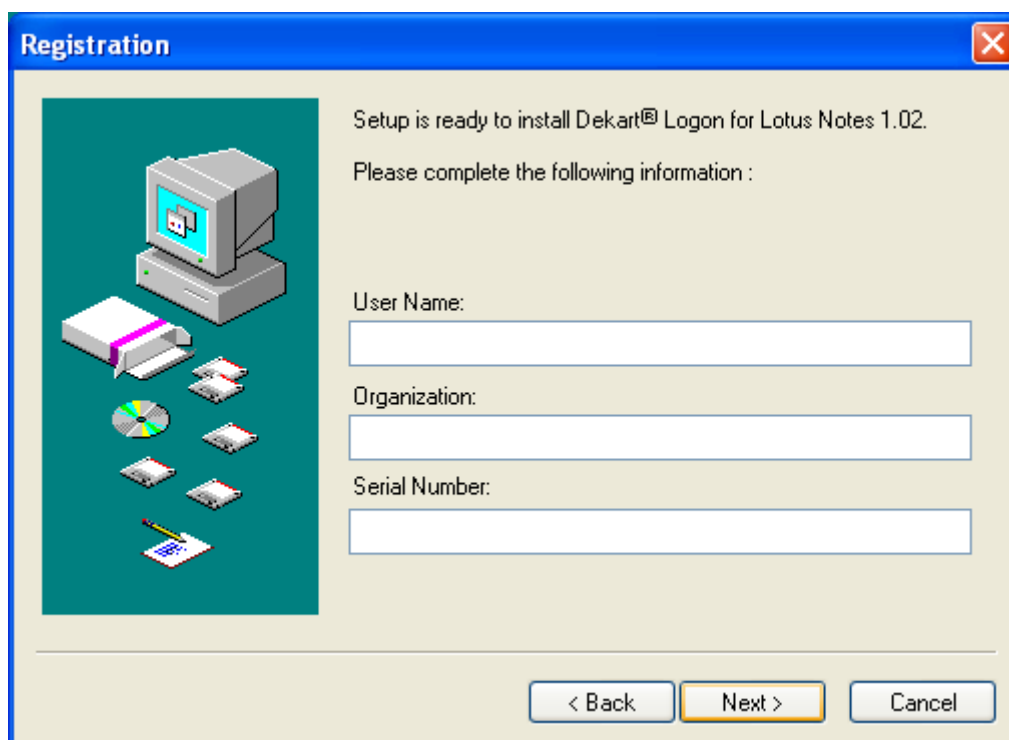 Registration
Setup is ready to install Dekart® Logon for Lotus Notes 1.02.
Please complete the following information :
User Name:
Organization:
Serial Number:
< Back
Next >
Cancel